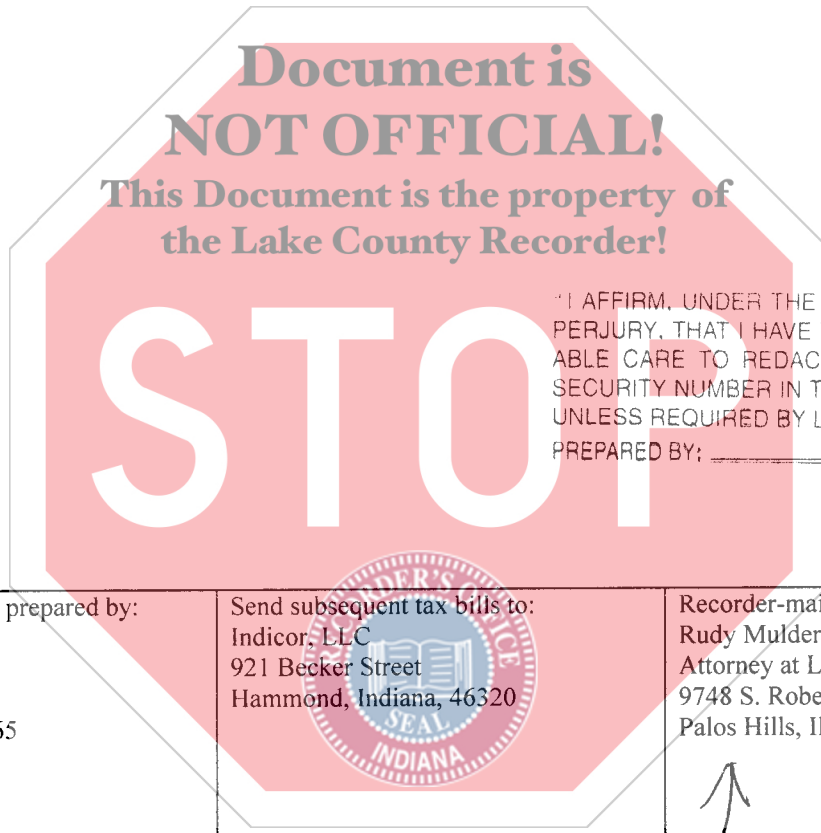 Document is
NOT OFFICIAL!
This Document is the property of
the Lake County Recorder!
STOP
"I AFFIRM, UNDER THE
PERJURY, THAT I HAVE
ABLE CARE TO REDAC
SECURITY NUMBER IN T
UNLESS REQUIRED BY L
PREPARED BY:
prepared by:
65
Send subsequent tax bills to:
Indicor, LLC
921 Becker Street
Hammond, Indiana, 46320
RECORDER'S OFFICE
SEAL
INDIANA
Recorder-mai
Rudy Mulder
Attorney at L
9748 S. Robe
Palos Hills, Il